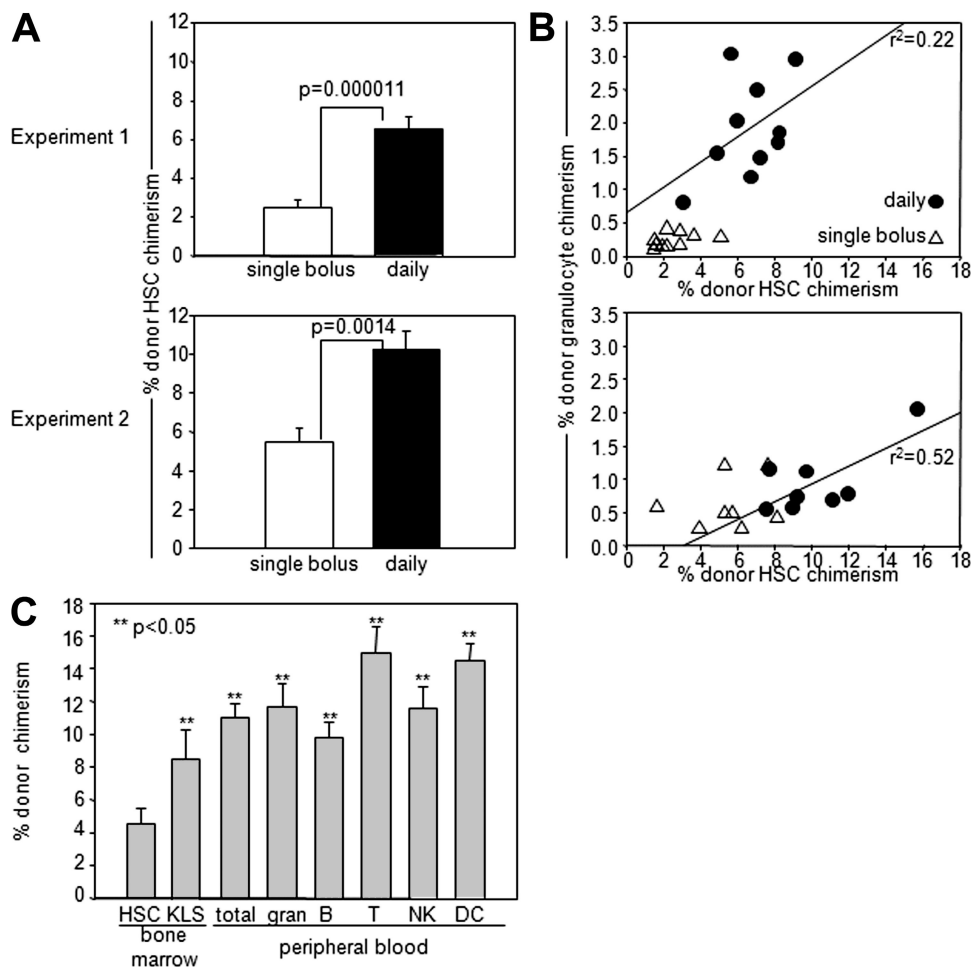 A
B
Experiment 1
% donor HSC chimerism
12
10
8
6
4
2
0
p=0.000011
single bolus
daily
Experiment 2
12
10
8
6
4
2
0
p=0.0014
single bolus
daily
% donor granulocyte chimerism
3.5
3.0
2.5
2.0
1.5
1.0
0.5
0.0
r²=0.22
daily
single bolus
0 2 4 6 8 10 12 14 16 18
% donor HSC chimerism
3.5
3.0
2.5
2.0
1.5
1.0
0.5
0.0
r²=0.52
0 2 4 6 8 10 12 14 16 18
% donor HSC chimerism
C
% donor chimerism
18
16
14
12
10
8
6
4
2
0
** p<0.05
**
**
**
**
**
**
**
HSC KLS total gran B T NK DC
bone marrow
peripheral blood